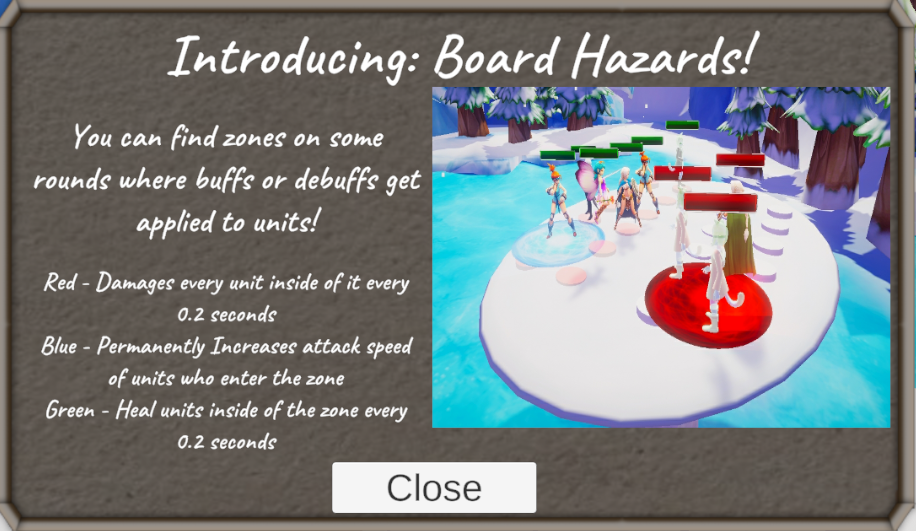 Introducing: Board Hazards!
You can find zones on some
rounds where buffs or debuffs get
applied to units!
Red - Damages every unit inside of it every
0.2 seconds
Blue - Permanently Increases attack speed
of units who enter the zone
Green - Heal units inside of the zone every
0.2 seconds
Close